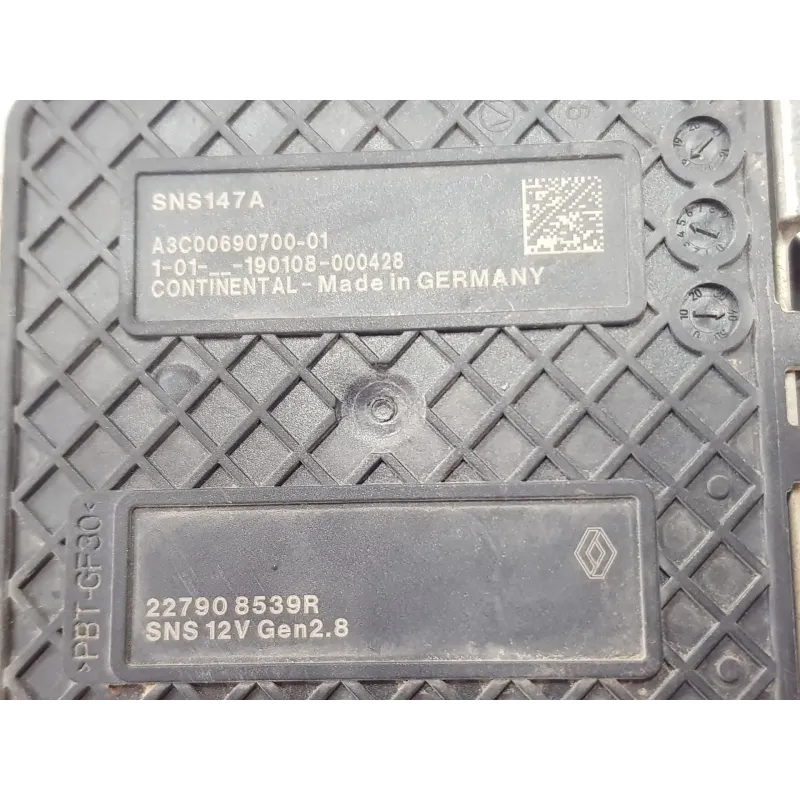 SNS147A
A3C00690700-01
1-01-__-190108-000428
CONTINENTAL - Made in GERMANY
>PBT-GF30<
22790 8539R
SNS 12V Gen2.8